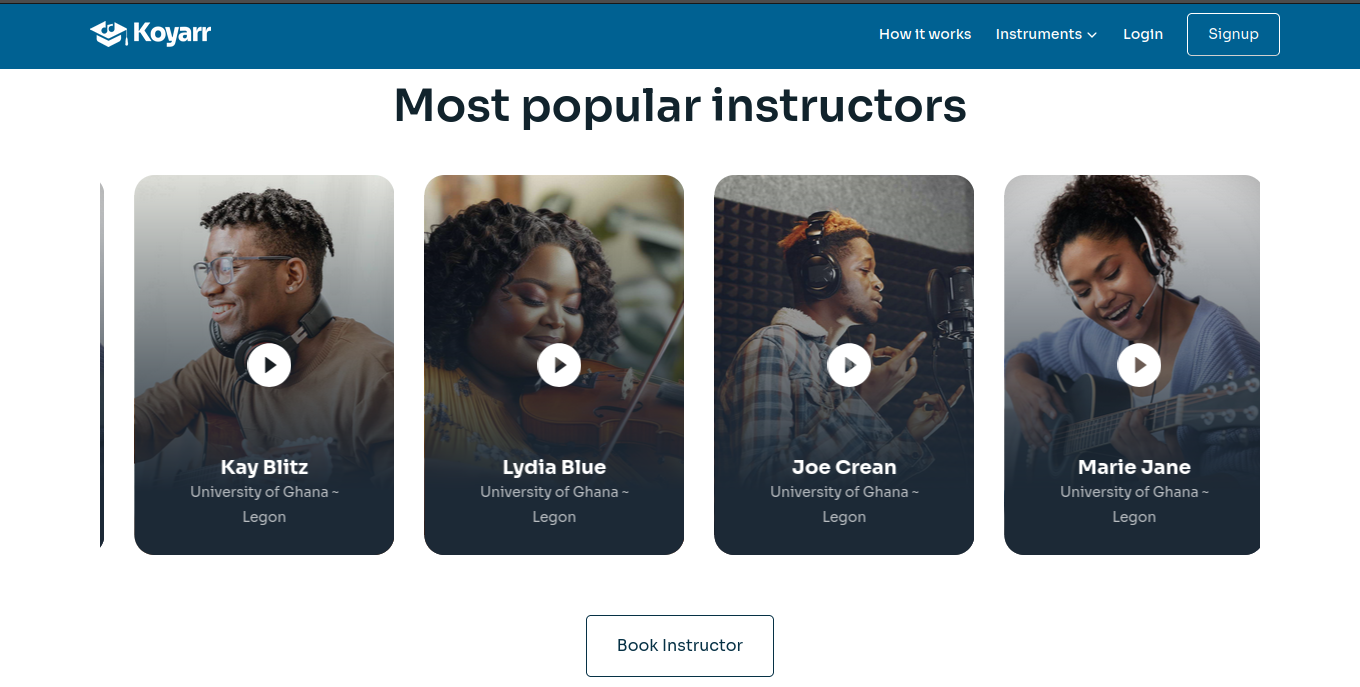 Koyarr
How it works
Instruments
Login
Signup
Most popular instructors
Kay Blitz
University of Ghana ~
Legon
Lydia Blue
University of Ghana ~
Legon
Joe Crean
University of Ghana ~
Legon
Marie Jane
University of Ghana ~
Legon
Book Instructor